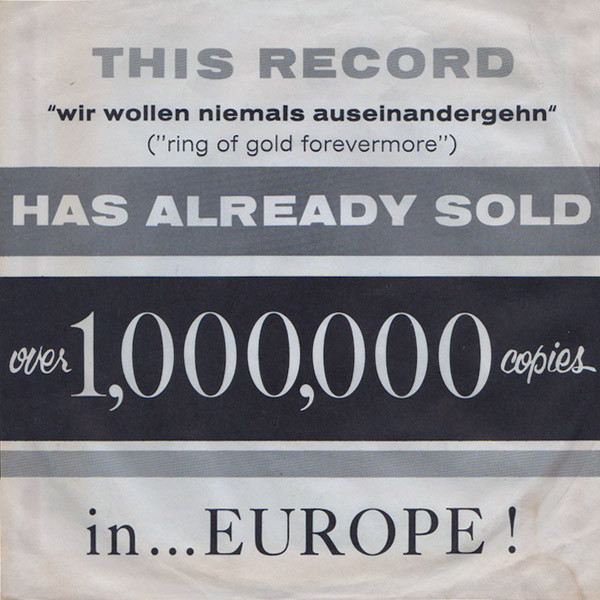 THIS RECORD
"wir wollen niemals auseinandergehn"
("ring of gold forevermore")
HAS ALREADY SOLD
over 1,000,000 copies
in...EUROPE!